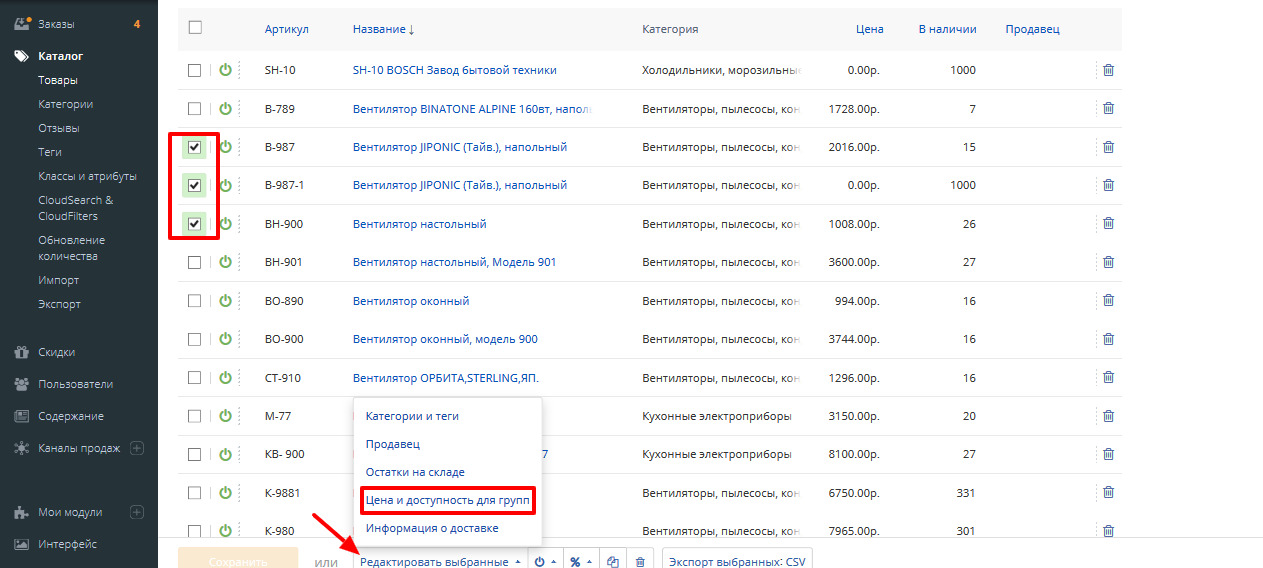 Заказы 4
Каталог
Товары
Категории
Отзывы
Теги
Классы и атрибуты
CloudSearch &
CloudFilters
Обновление
количества
Импорт
Экспорт
Скидки
Пользователи
Содержание
Каналы продаж
Мои модули
Интерфейс
Артикул Название ↓ Категория Цена В наличии Продавец
SH-10 SH-10 BOSCH Завод бытовой техники Холодильники, морозильны 0.00р. 1000
В-789 Вентилятор BINATONE ALPINE 160вт, напол Вентиляторы, пылесосы, кон 1728.00р. 7
В-987 Вентилятор JIPONIC (Тайв.), напольный Вентиляторы, пылесосы, кон 2016.00р. 15
В-987-1 Вентилятор JIPONIC (Тайв.), напольный Вентиляторы, пылесосы, кон 0.00р. 1000
ВН-900 Вентилятор настольный Вентиляторы, пылесосы, кон 1008.00р. 26
ВН-901 Вентилятор настольный, Модель 901 Вентиляторы, пылесосы, кон 3600.00р. 27
ВО-890 Вентилятор оконный Вентиляторы, пылесосы, кон 994.00р. 16
ВО-900 Вентилятор оконный, модель 900 Вентиляторы, пылесосы, кон 3744.00р. 16
СТ-910 Вентилятор ОРБИТА,STERLING,ЯП. Вентиляторы, пылесосы, кон 1296.00р. 16
М-77 Кухонные электроприборы 3150.00р. 20
КВ- 900 7 Кухонные электроприборы 8100.00р. 27
К-9881 Вентиляторы, пылесосы, кон 6750.00р. 331
К-980 Вентиляторы, пылесосы, кон 7965.00р. 301
Категории и теги
Продавец
Остатки на складе
Цена и доступность для групп
Информация о доставке
Сохранить или Редактировать выбранные % Экспорт выбранных: CSV